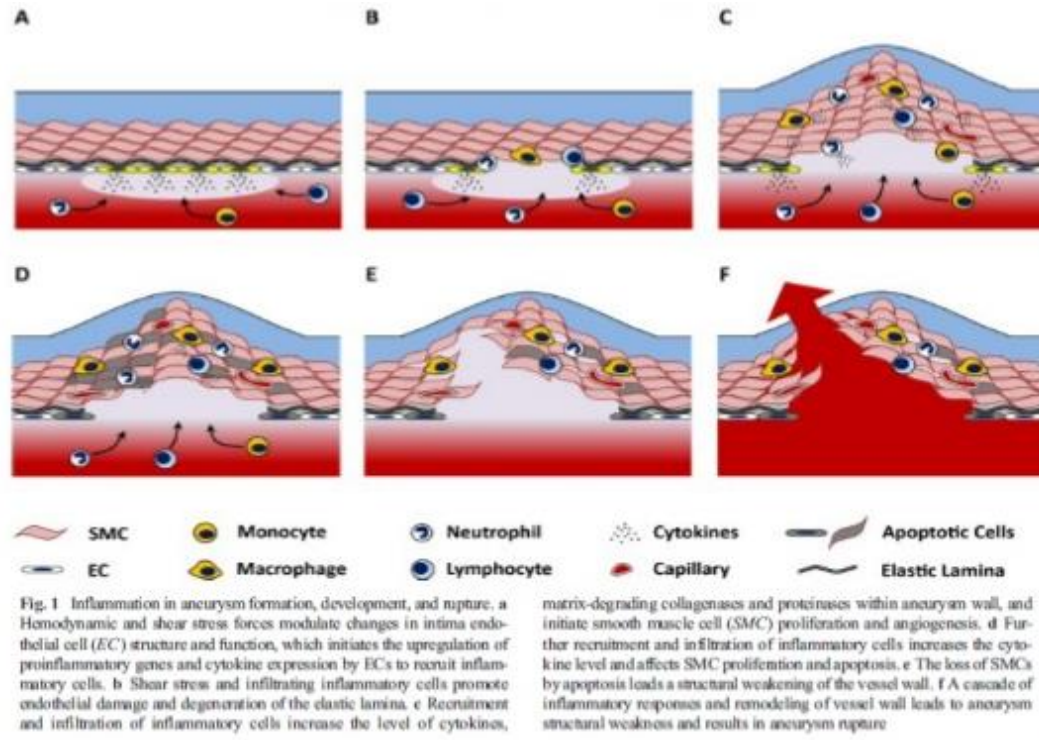 A
B
C
D
E
F
SMC
Monocyte
Neutrophil
Cytokines
Apoptotic Cells
EC
Macrophage
Lymphocyte
Capillary
Elastic Lamina
Fig. 1 Inflammation in aneurysm formation, development, and rupture. a
Hemodynamic and shear stress forces modulate changes in intima endo-
thelial cell (EC) structure and function, which initiates the upregulation of
proinflammatory genes and cytokine expression by ECs to recruit inflam-
matory cells. b Shear stress and infiltrating inflammatory cells promote
endothelial damage and degeneration of the elastic lamina. c Recruitment
and infiltration of inflammatory cells increase the level of cytokines,
matrix-degrading collagenases and proteinases within aneurysm wall, and
initiate smooth muscle cell (SMC) proliferation and angiogenesis. d Fur-
ther recruitment and infiltration of inflammatory cells increases the cyto-
kine level and affects SMC proliferation and apoptosis. e The loss of SMCs
by apoptosis leads a structural weakening of the vessel wall. f A cascade of
inflammatory responses and remodeling of vessel wall leads to aneurysm
structural weakness and results in aneurysm rupture